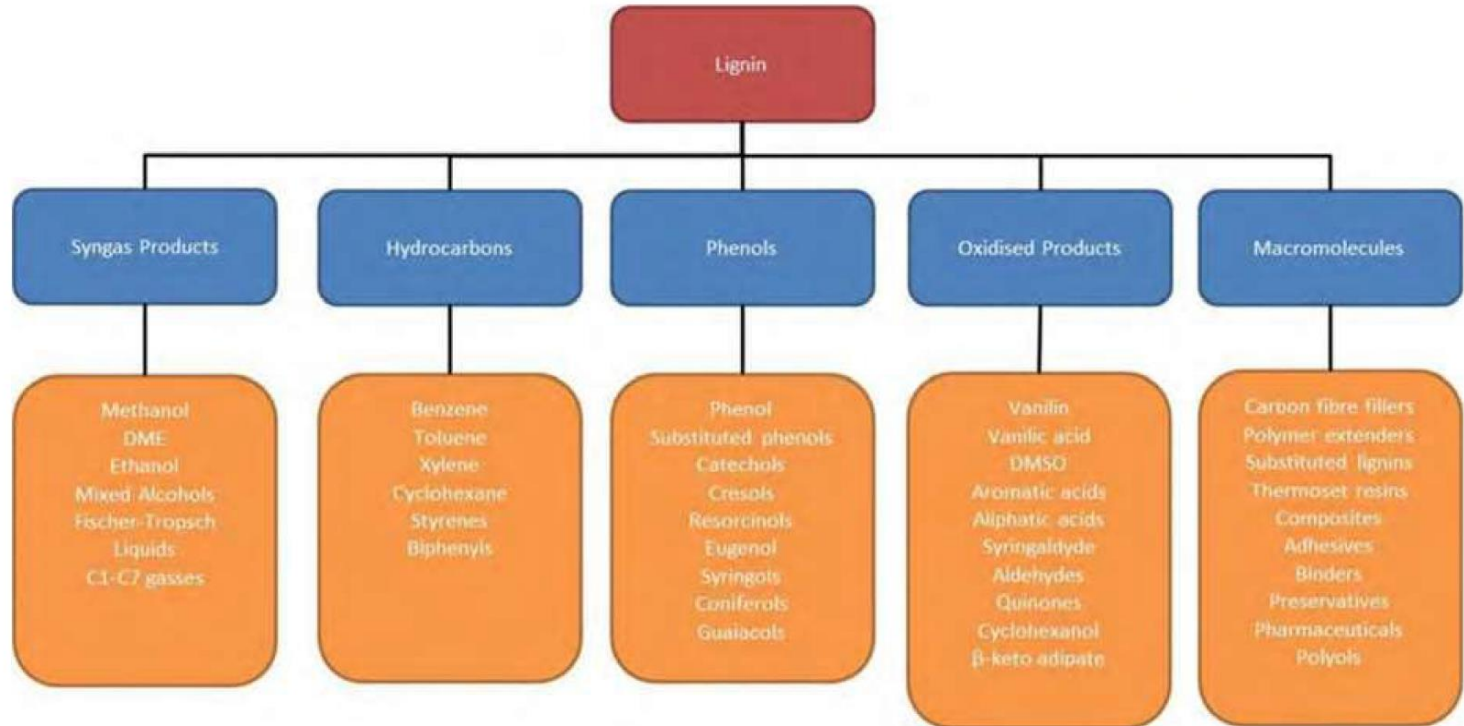 Lignin
Syngas Products
Hydrocarbons
Phenols
Oxidised Products
Macromolecules
Methanol
DME
Ethanol
Mixed Alcohols
Fischer-Tropsch
Liquids
C1-C7 gasses
Benzene
Toluene
Xylene
Cyclohexane
Styrenes
Biphenyls
Phenol
Substituted phenols
Catechols
Cresols
Resorcinols
Eugenol
Syringols
Coniferols
Guaiacols
Vanilin
Vanilic acid
DMSO
Aromatic acids
Aliphatic acids
Syringaldyde
Aldehydes
Quinones
Cyclohexanol
β-keto adipate
Carbon fibre fillers
Polymer extenders
Substituted lignins
Thermoset resins
Composites
Adhesives
Binders
Preservatives
Pharmaceuticals
Polyols